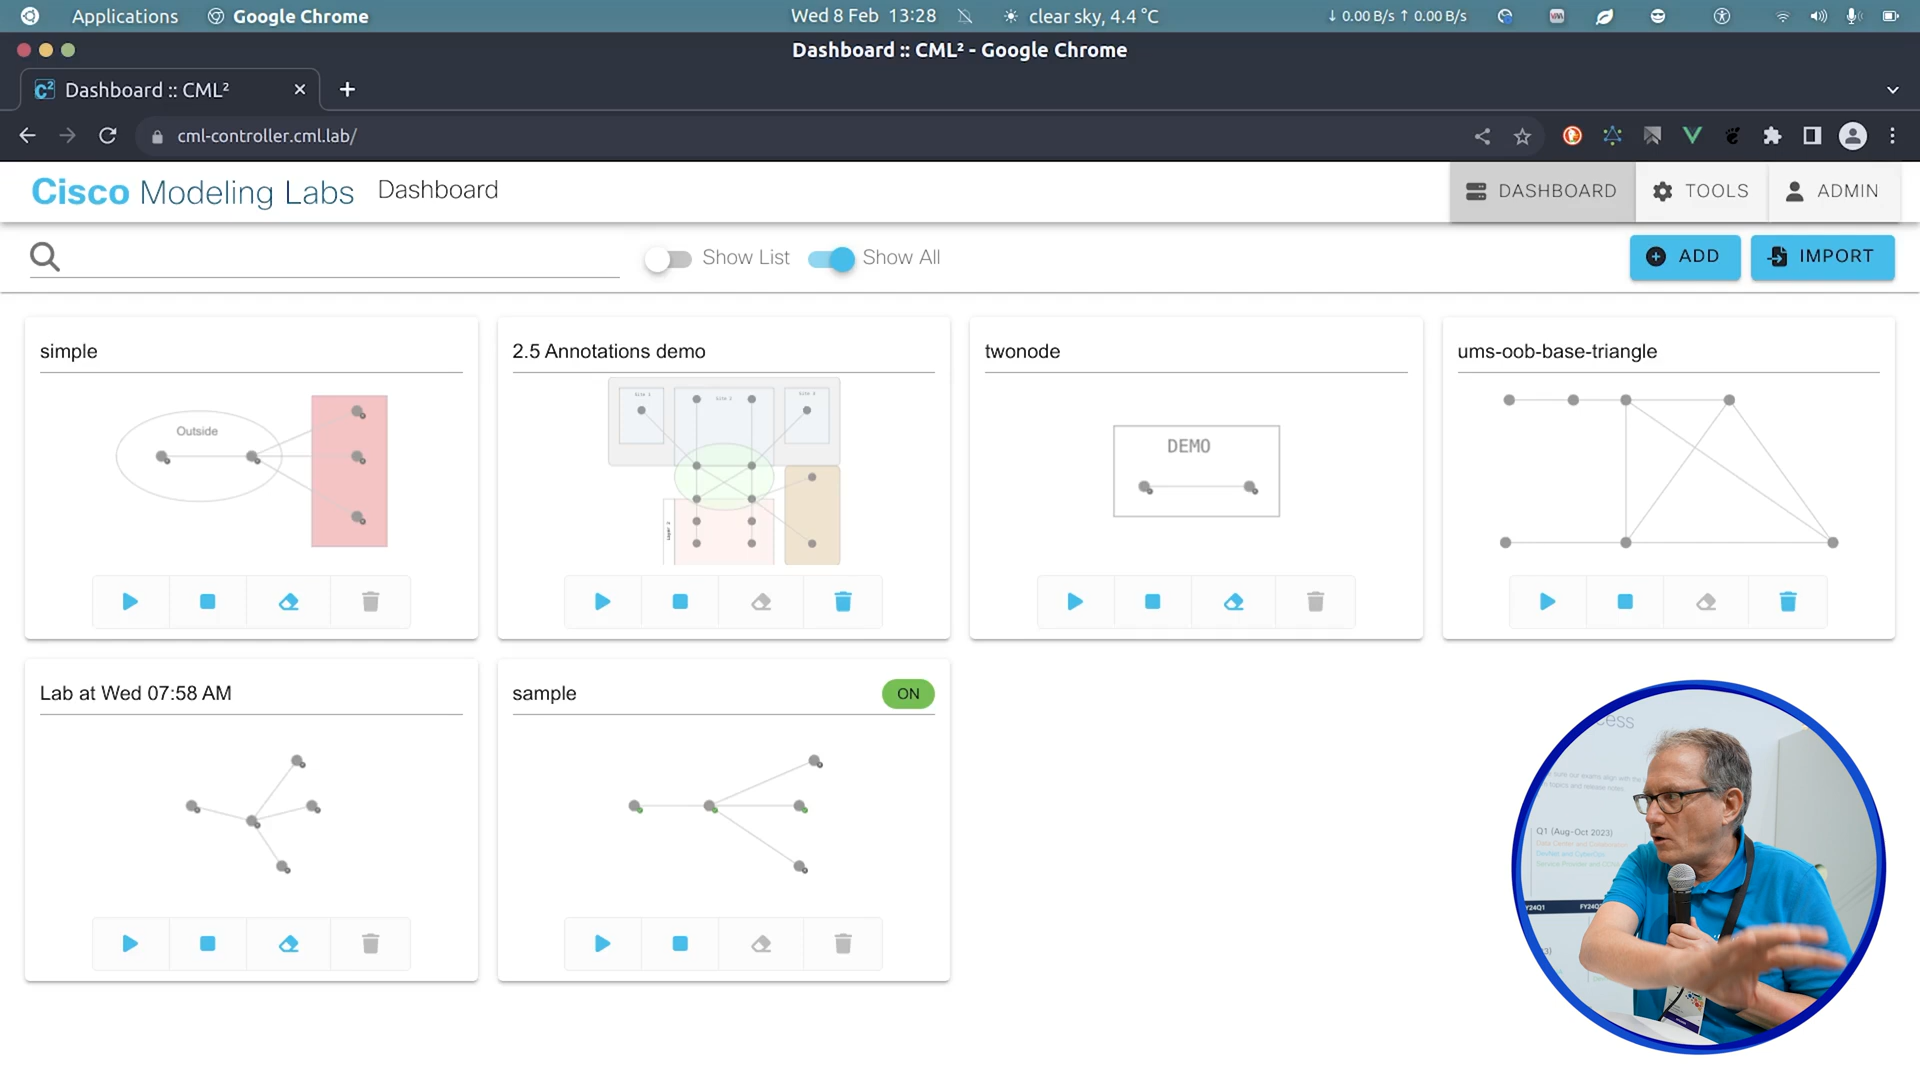 Applications Google Chrome Wed 8 Feb 13:28 clear sky, 4.4 °C ↓ 0.00 B/s ↑ 0.00 B/s
Dashboard :: CML² - Google Chrome
Dashboard :: CML²
cml-controller.cml.lab/
Cisco Modeling Labs Dashboard DASHBOARD TOOLS ADMIN
Show List Show All ADD IMPORT
simple
Outside
2.5 Annotations demo
twonode
DEMO
ums-oob-base-triangle
Lab at Wed 07:58 AM
sample ON
Q1 (Aug-Oct 2023)